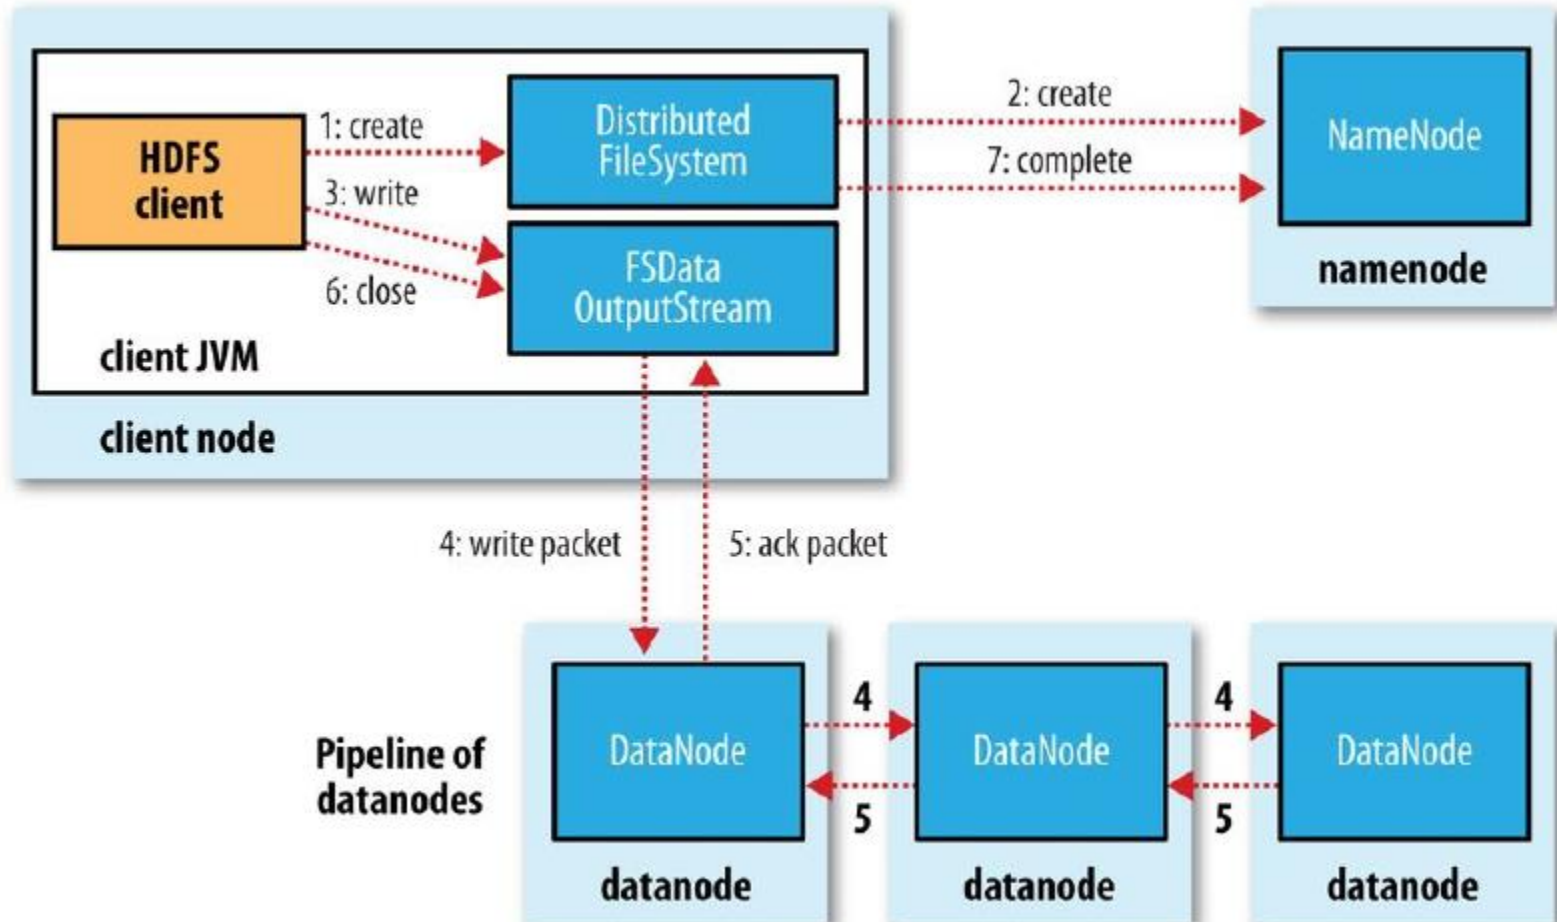 HDFS
client
1: create
3: write
6: close
Distributed
FileSystem
FSData
OutputStream
client JVM
client node
2: create
7: complete
NameNode
namenode
4: write packet
5: ack packet
Pipeline of
datanodes
DataNode
datanode
4
5
DataNode
datanode
4
5
DataNode
datanode